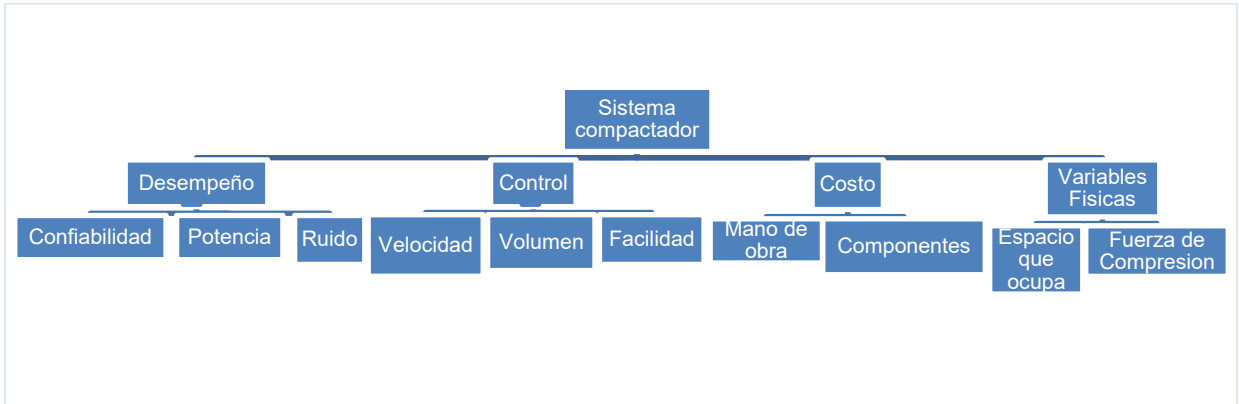 Sistema
compactador
Desempeño
Control
Costo
Variables
Fisicas
Confiabilidad
Potencia
Ruido
Velocidad
Volumen
Facilidad
Mano de
obra
Componentes
Espacio
que
ocupa
Fuerza de
Compresion